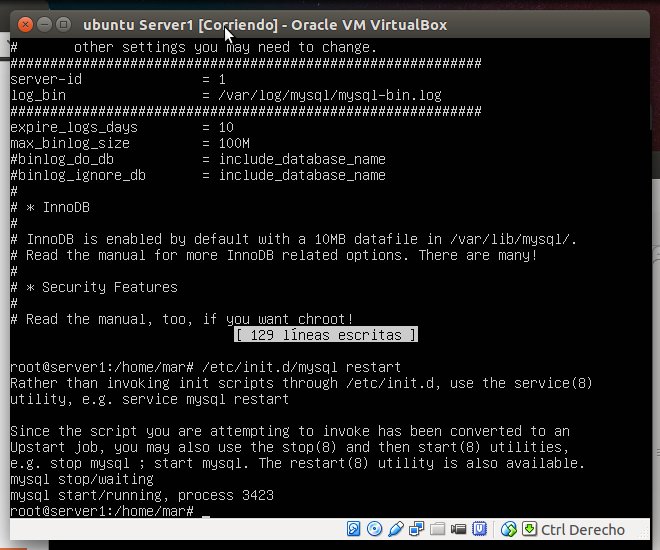 ubuntu Server1 [Corriendo] - Oracle VM VirtualBox
#       other settings you may need to change.
###########################################################
server-id               = 1
log_bin                 = /var/log/mysql/mysql-bin.log
###########################################################
expire_logs_days        = 10
max_binlog_size         = 100M
#binlog_do_db           = include_database_name
#binlog_ignore_db       = include_database_name
#
# * InnoDB
#
# InnoDB is enabled by default with a 10MB datafile in /var/lib/mysql/.
# Read the manual for more InnoDB related options. There are many!
#
# * Security Features
#
# Read the manual, too, if you want chroot!
[ 129 líneas escritas ]
root@server1:/home/mar# /etc/init.d/mysql restart
Rather than invoking init scripts through /etc/init.d, use the service(8)
utility, e.g. service mysql restart
Since the script you are attempting to invoke has been converted to an
Upstart job, you may also use the stop(8) and then start(8) utilities,
e.g. stop mysql ; start mysql. The restart(8) utility is also available.
mysql stop/waiting
mysql start/running, process 3423
root@server1:/home/mar# _
Ctrl Derecho